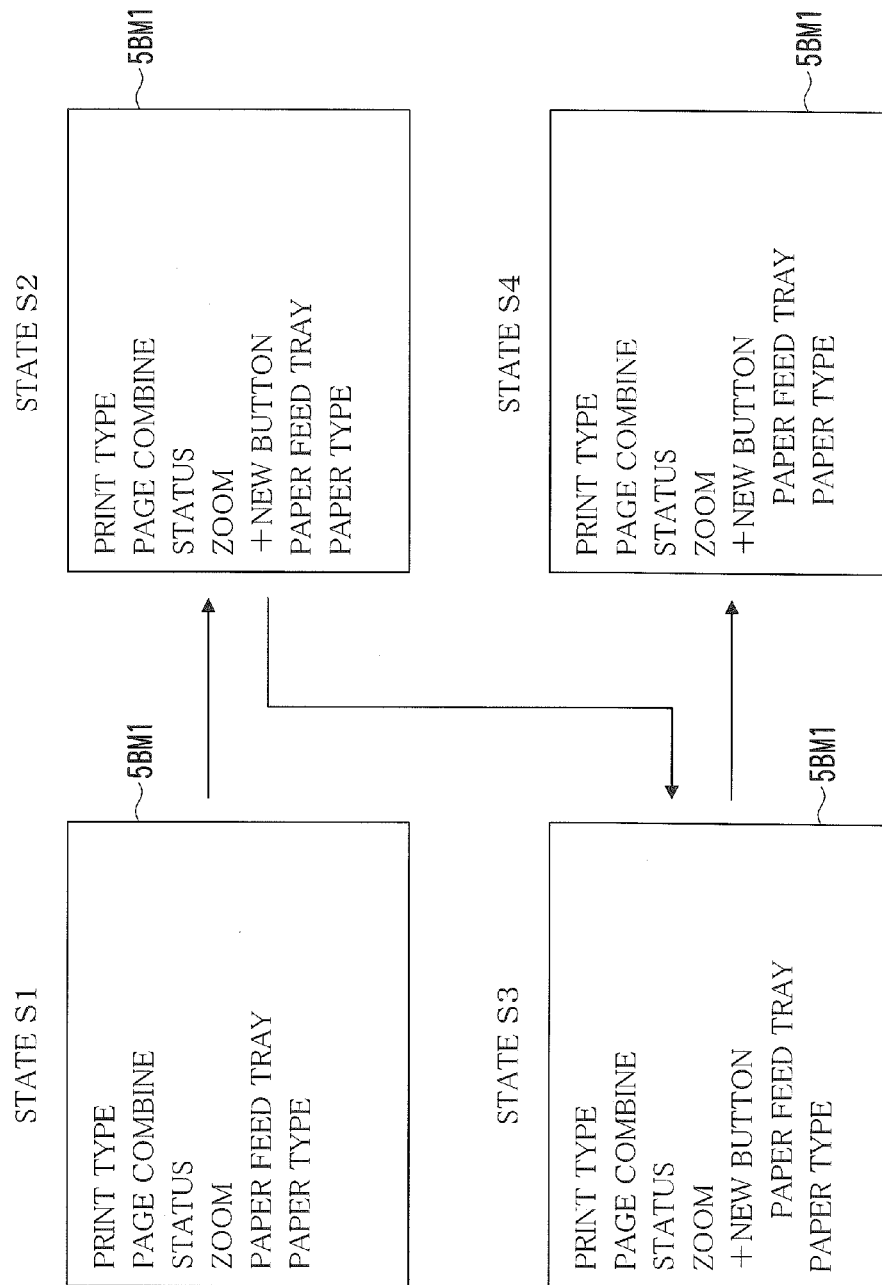 STATE S1
5BM1
PRINT TYPE
PAGE COMBINE
STATUS
ZOOM
PAPER FEED TRAY
PAPER TYPE
STATE S2
5BM1
PRINT TYPE
PAGE COMBINE
STATUS
ZOOM
+NEW BUTTON
PAPER FEED TRAY
PAPER TYPE
STATE S3
5BM1
PRINT TYPE
PAGE COMBINE
STATUS
ZOOM
+NEW BUTTON
PAPER FEED TRAY
PAPER TYPE
STATE S4
5BM1
PRINT TYPE
PAGE COMBINE
STATUS
ZOOM
+NEW BUTTON
PAPER FEED TRAY
PAPER TYPE